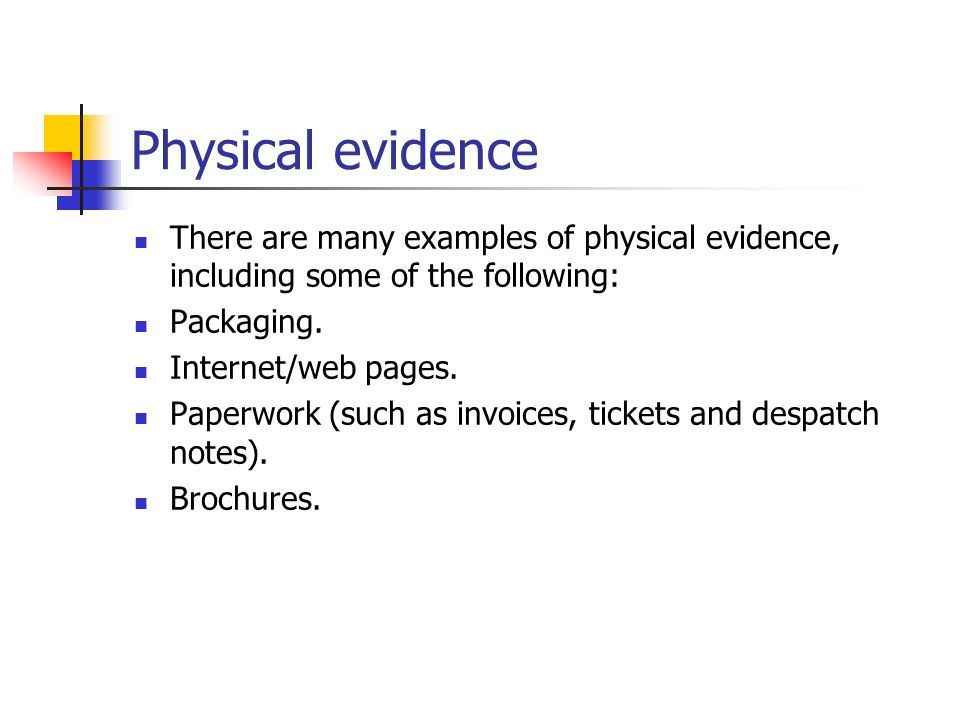 Physical evidence
There are many examples of physical evidence,
including some of the following:
Packaging.
Internet/web pages.
Paperwork (such as invoices, tickets and despatch
notes).
Brochures.